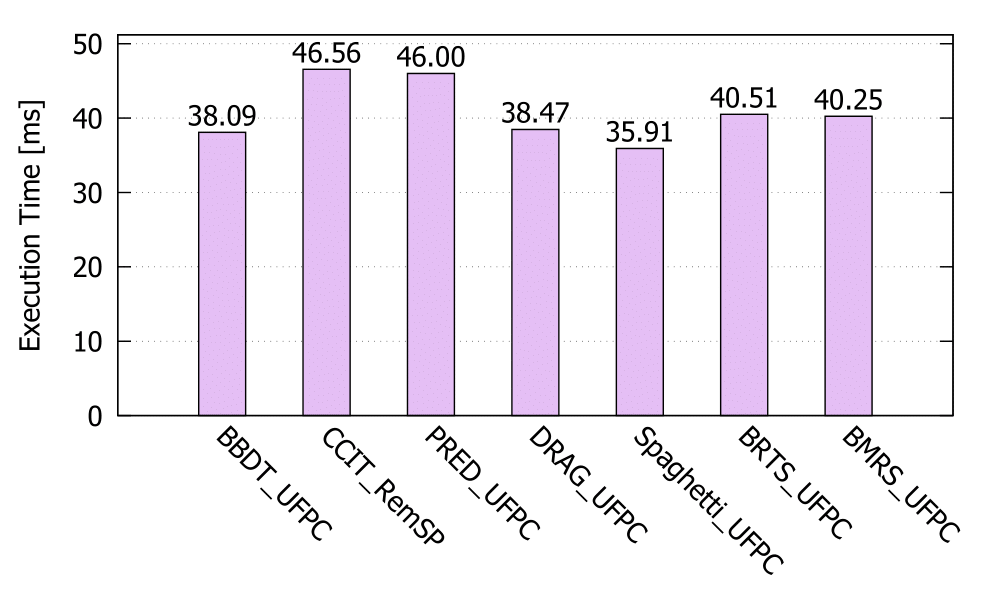 50
40
30
20
10
0
Execution Time [ms]
38.09
46.56
46.00
38.47
35.91
40.51
40.25
BBDT_UFPC
CCIT_RemSP
PRED_UFPC
DRAG_UFPC
Spaghetti_UFPC
BRTS_UFPC
BMRS_UFPC